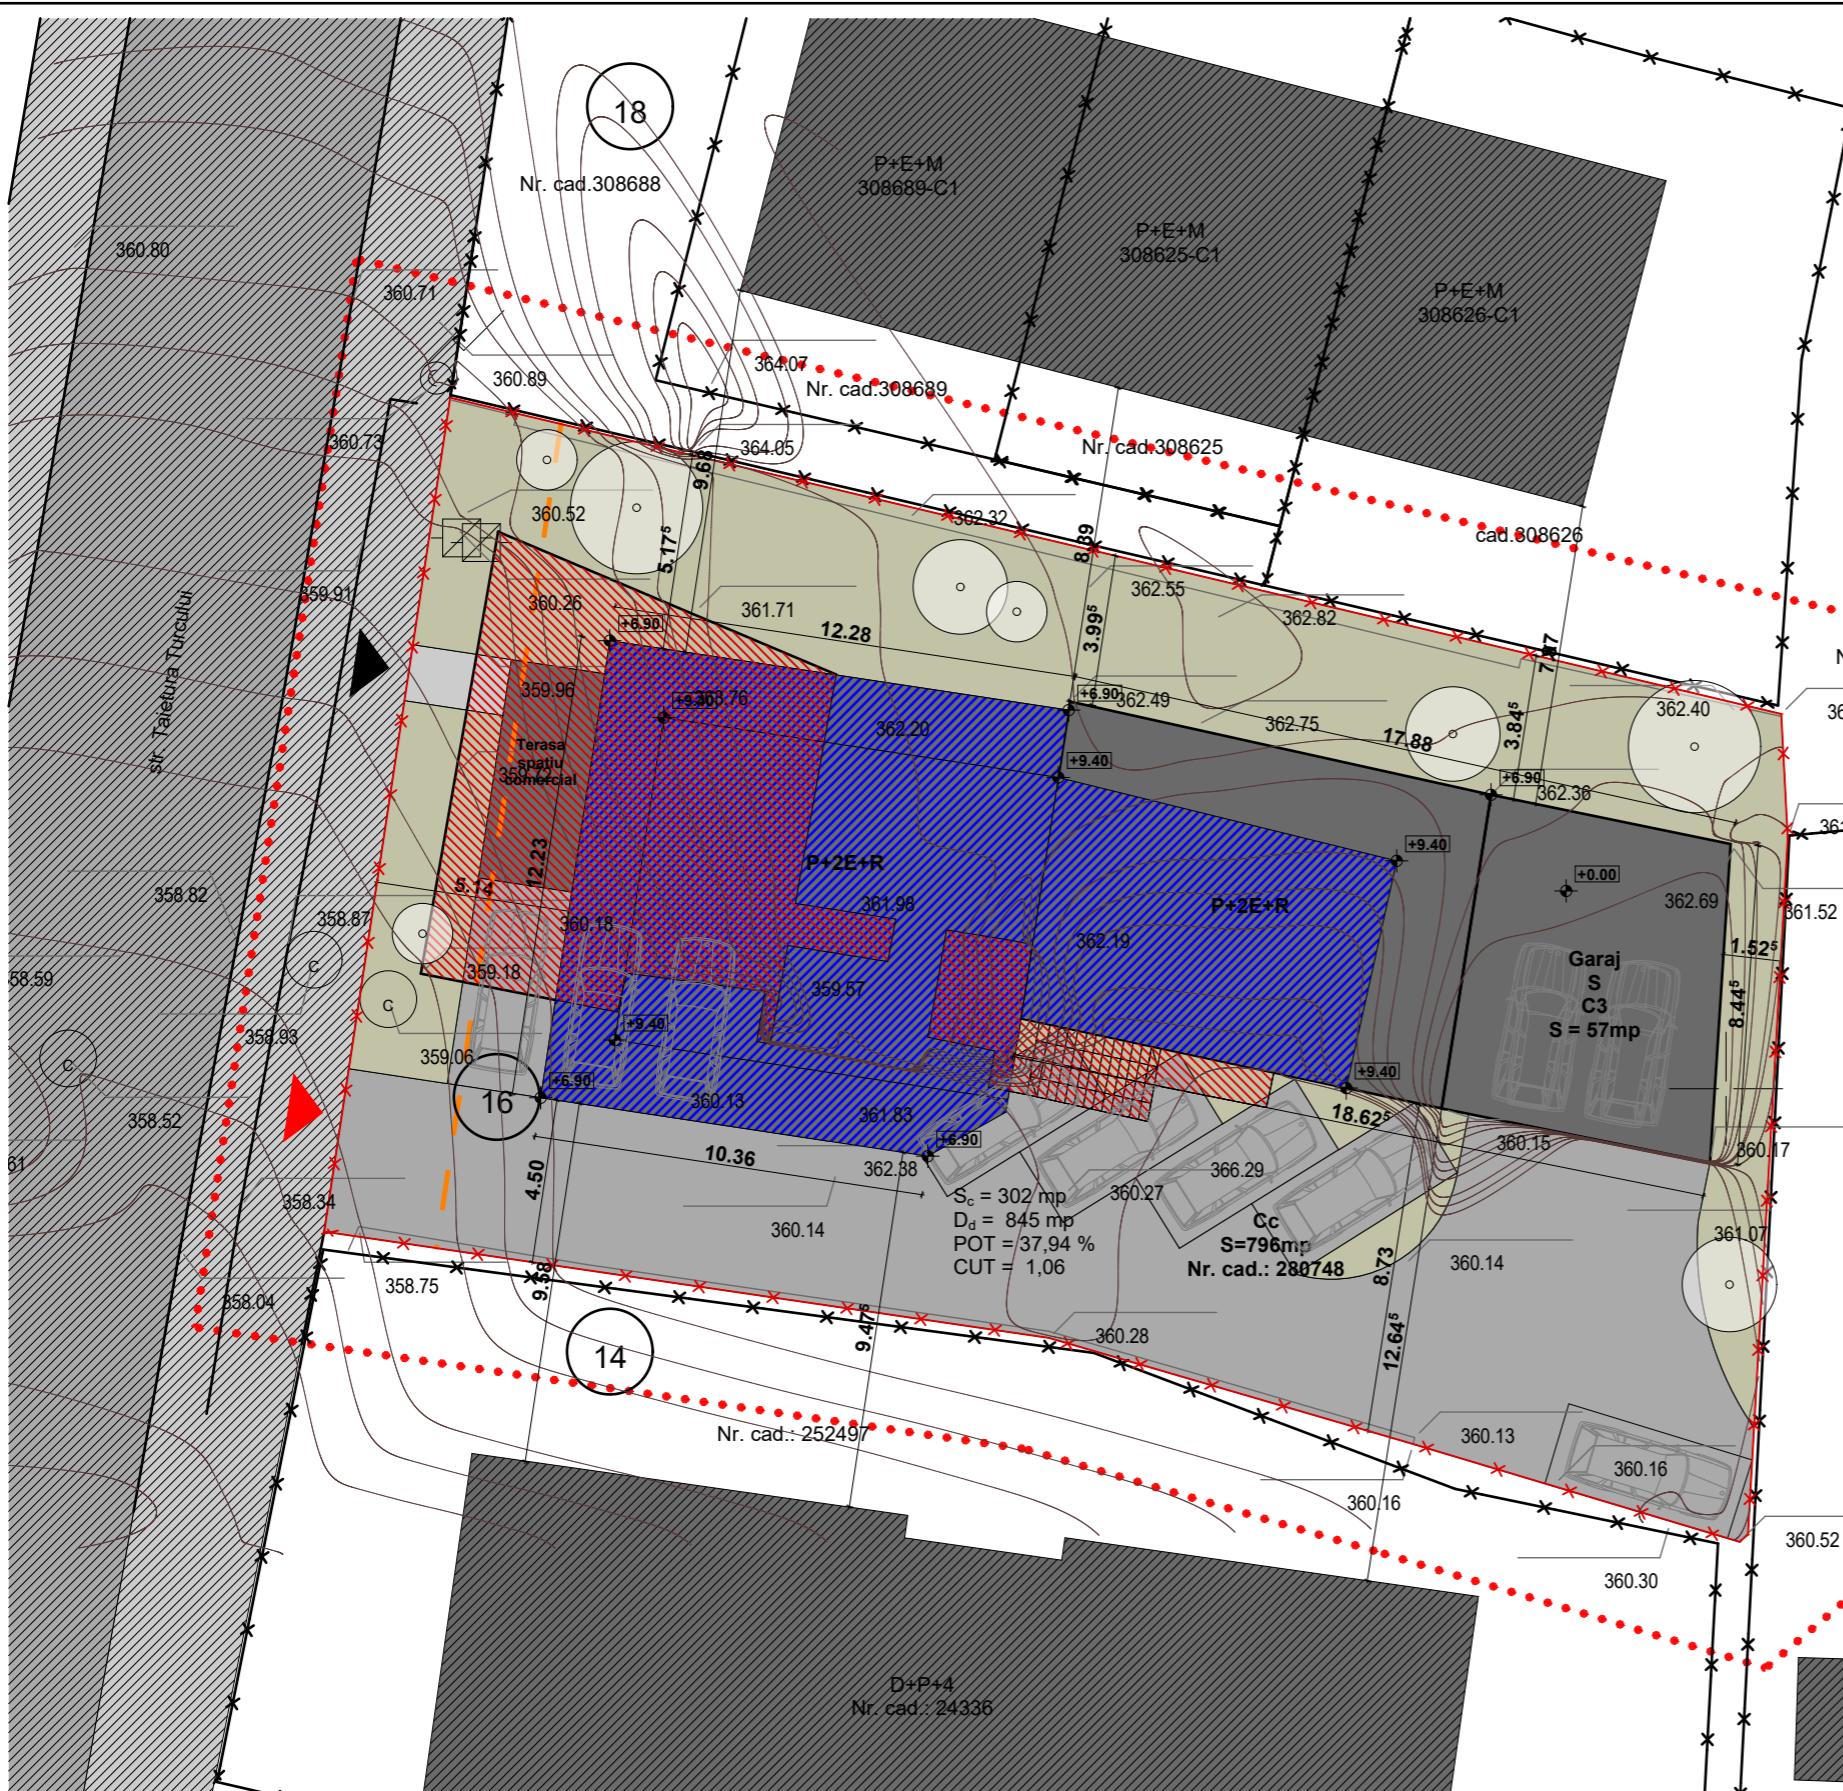 18
Nr. cad.308688
P+E+M
308689-C1
P+E+M
308625-C1
P+E+M
308626-C1
360.80
360.71
360.89
364.07
Nr. cad.308689
360.73
364.05
Nr. cad.308625
9.68
360.52
362.32
cad.308626
5.17⁵
8.39
359.91
360.26
361.71
362.55
362.82
+6.90
12.28
3.99⁵
str. Taietura Turcului
359.96
+9.40
+6.90
362.49
362.20
362.75
17.88
3.84⁵
362.40
Terasa
spatiu
comercial
+9.40
+6.90
362.36
12.23
P+2E+R
+9.40
+0.00
358.82
5.14
358.87
360.18
361.98
P+2E+R
362.69
361.52
362.19
1.52⁵
359.18
359.57
Garaj
S
C3
S = 57mp
8.44⁵
358.93
+9.40
359.06
+6.90
+9.40
16
360.13
361.83
18.62⁵
358.52
360.15
360.17
+6.90
10.36
362.38
366.29
4.50
358.34
360.27
360.14
S_c = 302 mp
D_d = 845 mp
POT = 37,94 %
CUT = 1,06
Cc
S=796mp
Nr. cad.: 280748
361.07
8.73
360.14
358.75
9.58
358.04
9.47⁵
360.28
12.64⁵
14
Nr. cad.: 252497
360.13
360.16
360.16
360.52
360.30
D+P+4
Nr. cad.: 24336
C
C
C
C